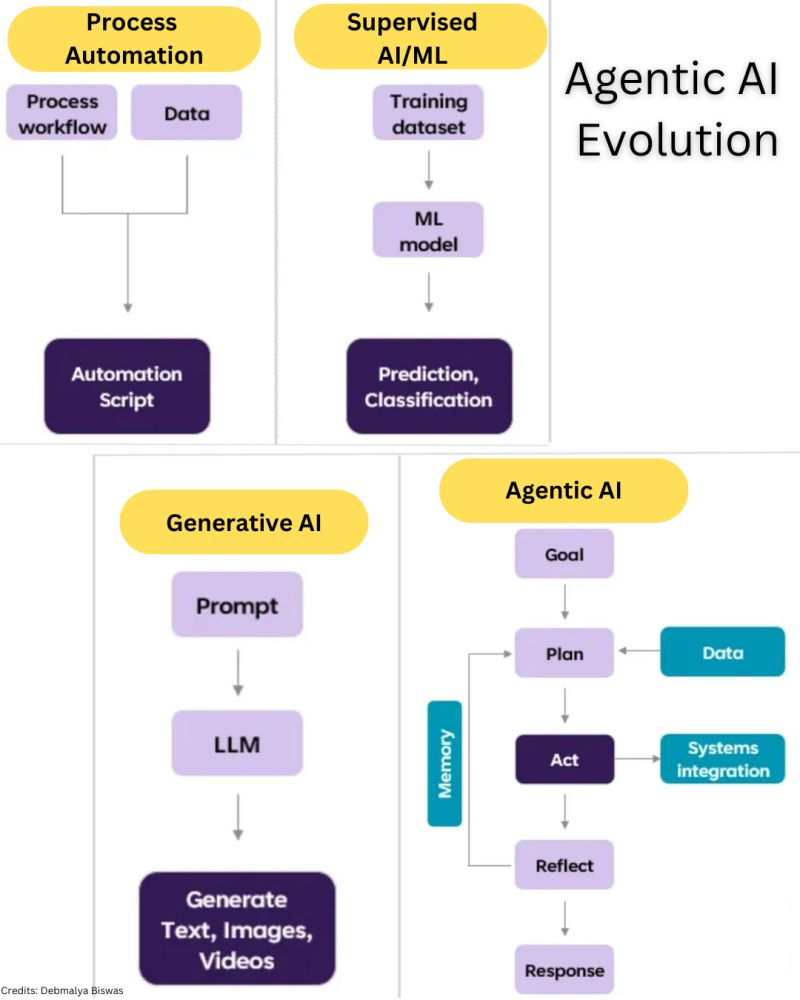 Process
Automation
Supervised
AI/ML
Agentic AI
Evolution
Process
workflow
Data
Automation
Script
Training
dataset
ML
model
Prediction,
Classification
Generative AI
Prompt
LLM
Generate
Text, Images,
Videos
Agentic AI
Goal
Plan
Data
Act
Systems
integration
Memory
Reflect
Response
Credits: Debmalya Biswas